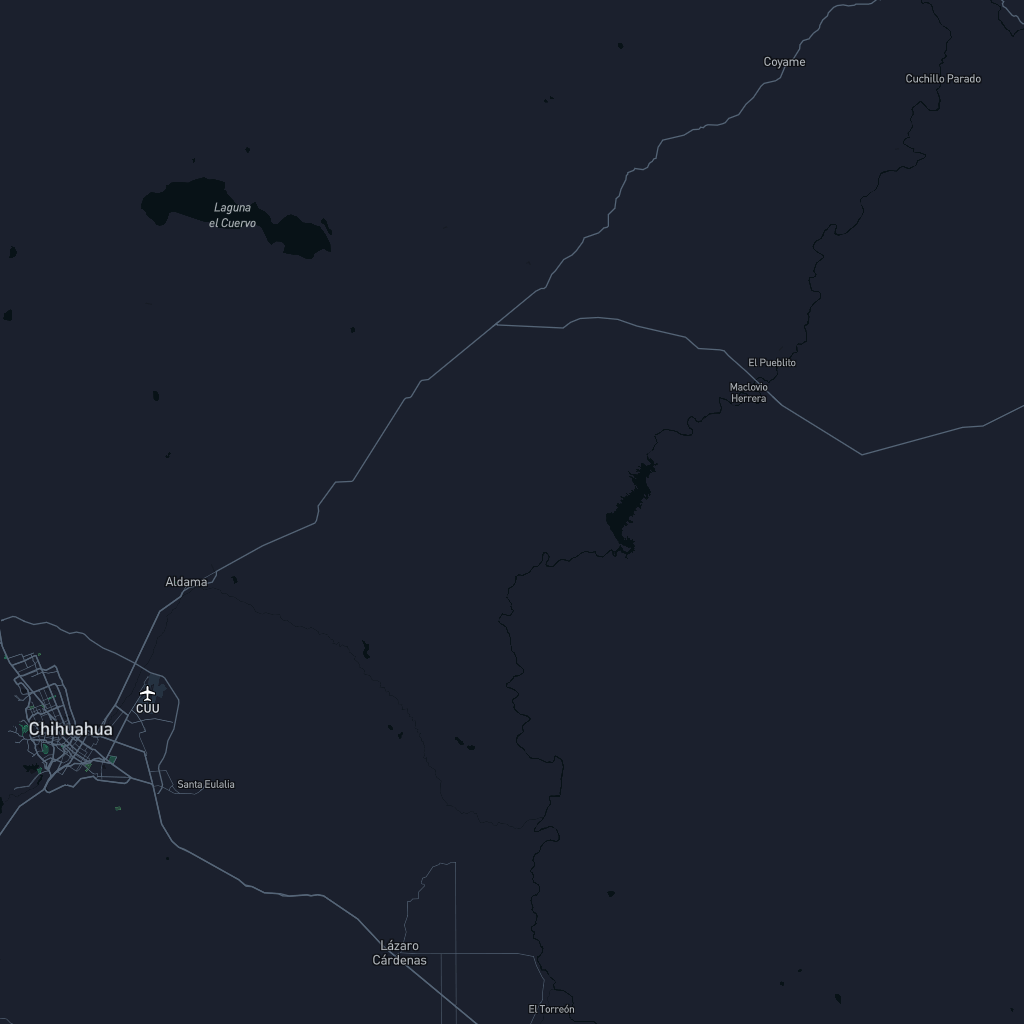 Coyame
Cuchillo Parado
Laguna
el Cuervo
El Pueblito
Maclovio
Herrera
Aldama
CUU
Chihuahua
Santa Eulalia
Lázaro
Cárdenas
El Torreón